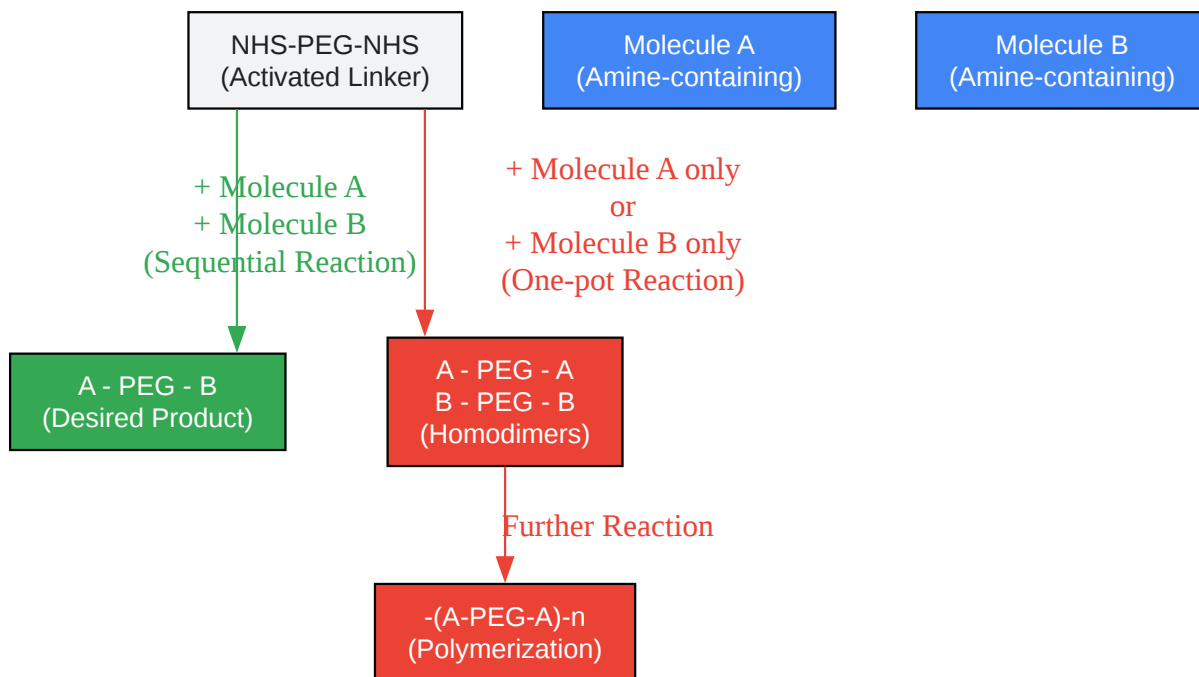 NHS-PEG-NHS
(Activated Linker)
Molecule A
(Amine-containing)
Molecule B
(Amine-containing)
+ Molecule A
+ Molecule B
(Sequential Reaction)
+ Molecule A only
or
+ Molecule B only
(One-pot Reaction)
A - PEG - B
(Desired Product)
A - PEG - A
B - PEG - B
(Homodimers)
Further Reaction
-(A-PEG-A)-n
(Polymerization)